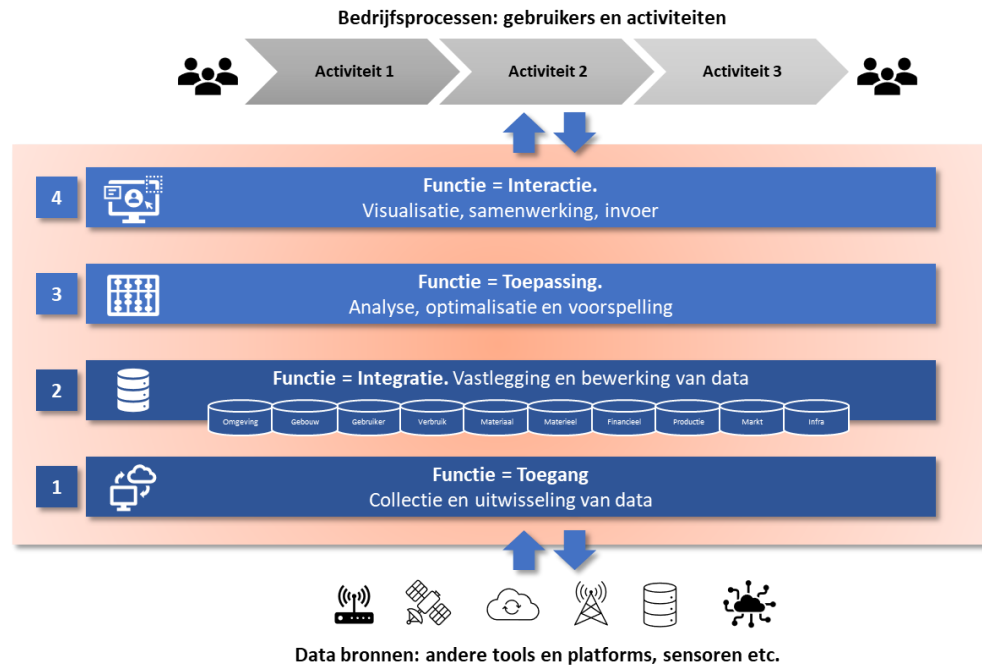 Bedrijfsprocessen: gebruikers en activiteiten
Activiteit 1
Activiteit 2
Activiteit 3
4
Functie = Interactie.
Visualisatie, samenwerking, invoer
3
Functie = Toepassing.
Analyse, optimalisatie en voorspelling
2
Functie = Integratie. Vastlegging en bewerking van data
Omgeving
Gebouw
Gebruiker
Verbruik
Materiaal
Materieel
Financieel
Productie
Markt
Infra
1
Functie = Toegang
Collectie en uitwisseling van data
Data bronnen: andere tools en platforms, sensoren etc.